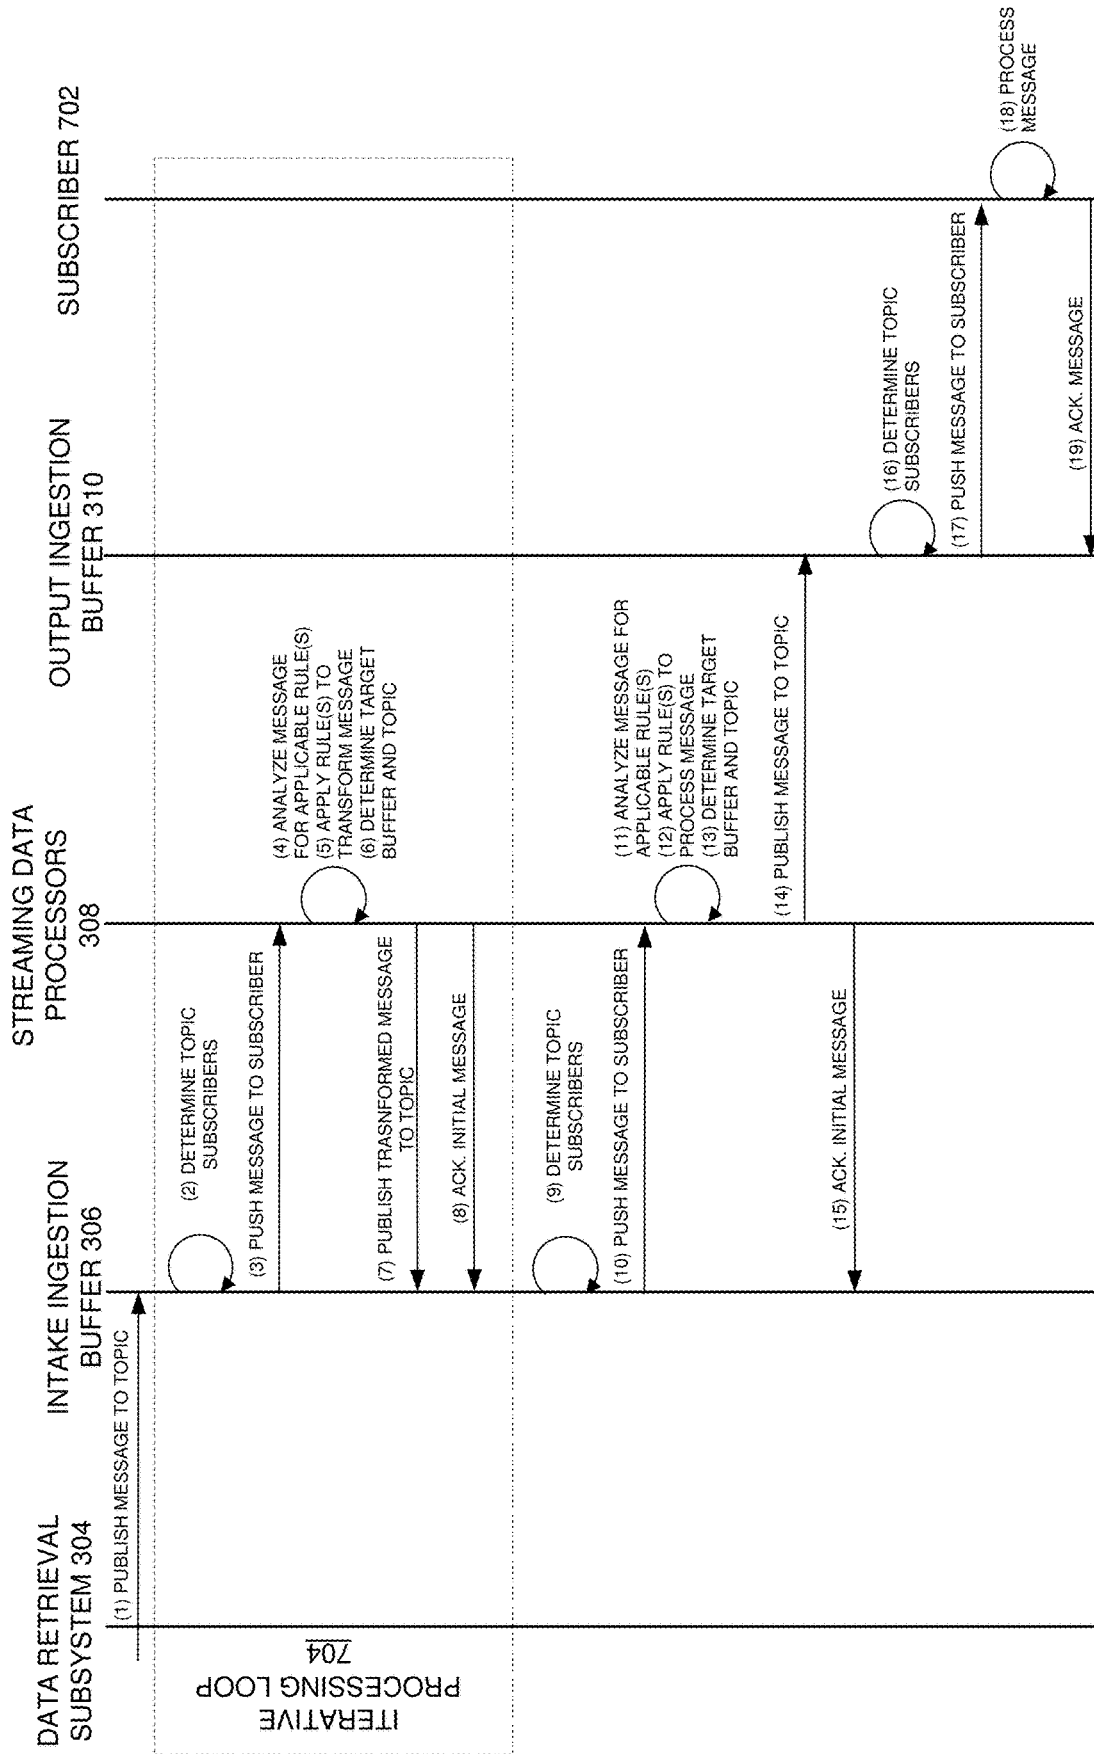 DATA RETRIEVAL
SUBSYSTEM 304
INTAKE INGESTION
BUFFER 306
STREAMING DATA
PROCESSORS
308
OUTPUT INGESTION
BUFFER 310
SUBSCRIBER 702
(1) PUBLISH MESSAGE TO TOPIC
ITERATIVE
PROCESSING LOOP
704
(2) DETERMINE TOPIC
SUBSCRIBERS
(3) PUSH MESSAGE TO SUBSCRIBER
(4) ANALYZE MESSAGE
FOR APPLICABLE RULE(S)
(5) APPLY RULE(S) TO
TRANSFORM MESSAGE
(6) DETERMINE TARGET
BUFFER AND TOPIC
(7) PUBLISH TRASNFORMED MESSAGE
TO TOPIC
(8) ACK. INITIAL MESSAGE
(9) DETERMINE TOPIC
SUBSCRIBERS
(10) PUSH MESSAGE TO SUBSCRIBER
(11) ANALYZE MESSAGE FOR
APPLICABLE RULE(S)
(12) APPLY RULE(S) TO
PROCESS MESSAGE
(13) DETERMINE TARGET
BUFFER AND TOPIC
(14) PUBLISH MESSAGE TO TOPIC
(15) ACK. INITIAL MESSAGE
(16) DETERMINE TOPIC
SUBSCRIBERS
(17) PUSH MESSAGE TO SUBSCRIBER
(18) PROCESS
MESSAGE
(19) ACK. MESSAGE